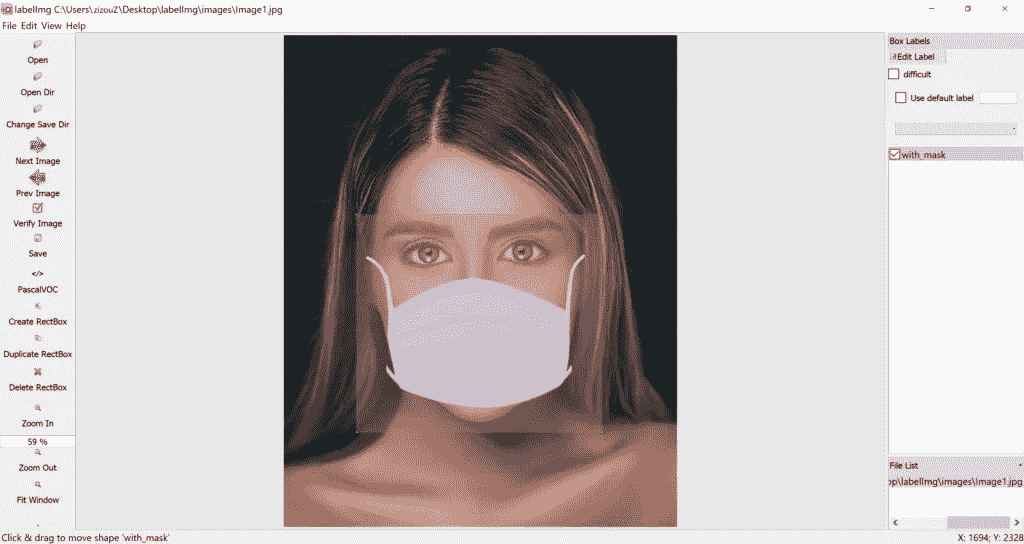 labelImg C:\Users\zizouZ\Desktop\labelImg\images\Image1.jpg
File Edit View Help
Open
Open Dir
Change Save Dir
Next Image
Prev Image
Verify Image
Save
</>
PascalVOC
Create RectBox
Duplicate RectBox
Delete RectBox
Zoom In
59 %
Zoom Out
Fit Window
Box Labels
Edit Label
difficult
Use default label
with_mask
File List
op\labelImg\images\Image1.jpg
Click & drag to move shape 'with_mask'
X: 1694; Y: 2328